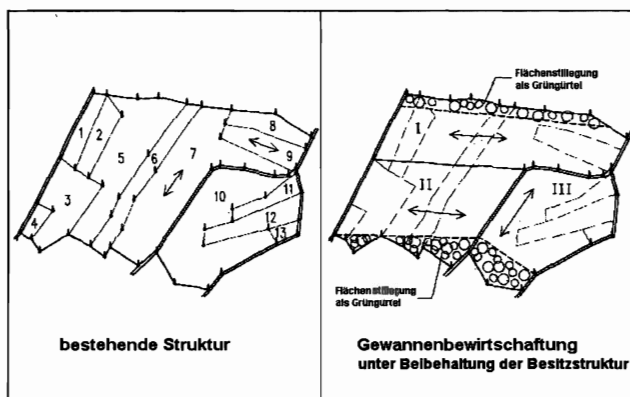 1
2
3
4
5
6
7
8
9
10
11
12
13
bestehende Struktur
Flächenstillegung
als Grüngürtel
I
II
III
Flächenstillegung
als Grüngürtel
Gewannenbewirtschaftung
unter Beibehaltung der Besitzstruktur